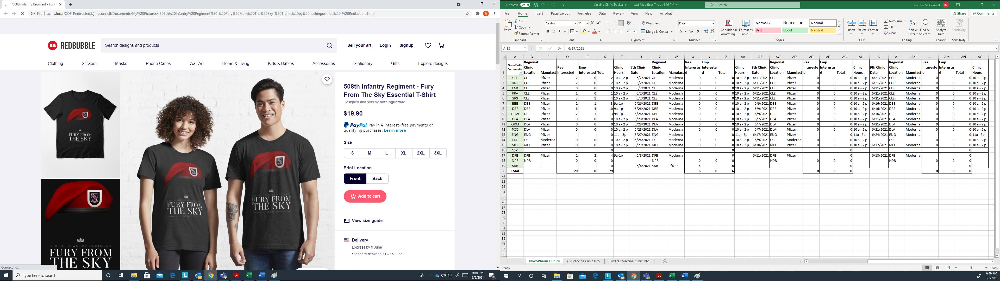 "508th Infantry Regiment - Fury F
File | acmc.local/XOF_Redirected$/jmcconnell/Documents/My%20Pictures/_508th%20Infantry%20Regiment%20-%20Fury%20From%20The%20Sky_%20T-shirt%20by%20nothinguntried%20_%20Redbubble.html
RB REDBUBBLE
Search designs and products
Sell your art Login Signup
Clothing Stickers Masks Phone Cases Wall Art Home & Living Kids & Babies Accessories Stationery Gifts Explore designs
508th Infantry Regiment - Fury
From The Sky Essential T-Shirt
Designed and sold by nothinguntried
$19.90
PayPal Pay in 4 interest-free payments on
qualifying purchases. Learn more
Size
S M L XL 2XL 3XL
Print Location
Front Back
Add to cart
View size guide
Delivery
Express by 9 June
Standard between 11 - 15 June
FURY FROM
THE SKY
508TH INFANTRY REGIMENT
FURY FROM
THE SKY
FURY FROM
THE SKY
FURY FROM
THE SKY
Connecting...
Type here to search
6:46 PM
6/2/2021
20
AutoSave On
Vaccine Clinic Tracker - Last Modified: Thu at 4:46 PM
Search
Jennifer McConnell JM
File Home Insert Page Layout Formulas Data Review View Help Acrobat Share Comments
Paste Cut Copy Format Painter Clipboard
Calibri 11 B I U Font
Wrap Text Merge & Center Alignment
Date $ % Number
Conditional Formatting Format as Table
Normal 2 Normal_ac... Normal
Bad Good Neutral
Styles
Insert Delete Format Cells
AutoSum Fill Clear Sort & Filter Find & Select Editing
Analyze Data Analysis
Sensitivity Sensitivity
AI15 fx 6/17/2021
A O P Q R S T U V W X Y Z AA AB AC AD AE AF AG AH AI AJ AK AL AM AN AO
1 Grand Villa Community Regional Clinic Location Manufact Res Interested Emp Interested Total Clinic Hours 7th Clinic Date Regional Clinic Location Manufact Res Interested Emp Interested Total Clinic Hours 8th Clinic Date Regional Clinic Location Manufact Res Interested Emp Interested Total Clinic Hours 9th Clinic Date Regional Clinic Location Manufact Res Interested Emp Interested Total Clinic Hours
2 CLE CLE Pfizer 2 0 2 10 a - 2 p 6/2/2021 CLE Moderna 0 0 0 10 a - 2 p 6/11/2021 CLE Pfizer 0 0 0 10 a - 2 p 6/21/2021 CLE Moderna 0 0 0 10 a - 2 p
3 DNE CLE Pfizer 2 0 2 10 a - 2 p 6/2/2021 CLE Moderna 0 0 0 10 a - 2 p 6/11/2021 CLE Pfizer 0 0 0 10 a - 2 p 6/21/2021 CLE Moderna 0 0 0 10 a - 2 p
4 LAR CLE Pfizer 0 0 0 10 a - 2 p 6/2/2021 CLE Moderna 0 0 0 10 a - 2 p 6/11/2021 CLE Pfizer 0 0 0 10 a - 2 p 6/21/2021 CLE Moderna 0 0 0 10 a - 2 p
5 PPA CLE Pfizer 1 0 1 10 a - 2 p 6/2/2021 CLE Moderna 0 0 0 10 a - 2 p 6/11/2021 CLE Pfizer 0 0 0 10 a - 2 p 6/21/2021 CLE Moderna 0 0 0 10 a - 2 p
6 SPS CLE Pfizer 3 1 4 10 a - 2 p 6/2/2021 CLE Moderna 0 0 0 10 a - 2 p 6/11/2021 CLE Pfizer 0 0 0 10 a - 2 p 6/21/2021 CLE Moderna 0 0 0 10 a - 2 p
7 BBE DBE Pfizer 2 1 3 9a-1p 5/26/2021 DBE Moderna 0 0 0 10 a - 2 p 6/9/2021 DBE Pfizer 0 0 0 10 a - 2 p 6/16/2021 DBE Moderna 0 0 0 10 a - 2 p
8 DBE DBE Pfizer 6 4 10 9a-1p 5/26/2021 DBE Moderna 0 0 0 10 a - 2 p 6/9/2021 DBE Pfizer 0 0 0 10 a - 2 p 6/16/2021 DBE Moderna 0 0 0 10 a - 2 p
9 DBW DBE Pfizer 2 1 3 9a-1p 5/26/2021 DBE Moderna 0 0 0 10 a - 2 p 6/9/2021 DBE Pfizer 0 0 0 10 a - 2 p 6/16/2021 DBE Moderna 0 0 0 10 a - 2 p
10 DLA DLA Pfizer 0 0 0 10 a - 2 p 5/28/2021 DLA Moderna 0 0 0 10 a - 2 p 6/7/2021 DLA Pfizer 0 0 0 10 a - 2 p 6/21/2021 DLA Moderna 0 0 0 10 a - 2 p
11 ORM DLA Pfizer 0 0 0 10 a - 2 p 5/28/2021 DLA Moderna 0 0 0 10 a - 2 p 6/7/2021 DLA Pfizer 0 0 0 10 a - 2 p 6/21/2021 DLA Moderna 0 0 0 10 a - 2 p
12 PCO DLA Pfizer 0 0 0 10 a - 2 p 5/28/2021 DLA Moderna 0 0 0 10 a - 2 p 6/7/2021 DLA Pfizer 0 0 0 10 a - 2 p 6/21/2021 DLA Moderna 0 0 0 10 a - 2 p
13 ENG ENG Pfizer 0 11a - 3p 5/27/2021 ENG Moderna 0 11a - 3p 6/17/2021 ENG Pfizer 0 11a - 3p 6/24/2021 ENG Moderna 0 11a - 3p
14 LKE LKE Moderna 0 0 0 10 a - 2 p 5/26/2021 LKE Moderna 0 0 0 10 a - 2 p 6/9/2021 LKE Moderna 0 0 0 10 a - 2 p LKE 0 0 0 10 a - 2 p
15 MEL MEL Pfizer 0 0 0 10 a - 2 p 5/27/2021 MEL Moderna 0 0 0 10 a - 2 p 6/10/2021 MEL Pfizer 0 0 0 10 a - 2 p 6/17/2021 MEL Moderna 0 0 0 10 a - 2 p
16 ASP 0 0 0 0
17 DFB DFB Pfizer 2 2 4 9a-1p 6/8/2021 DFB Moderna 0 6/11/2021 DFB Pfizer 0 6/18/2021 DFB Moderna 0
18 NPR NPR 0 0 0 NPR 0 0 0 NPR 0 0 0 NPR 0 0 0
19 SAR 0 6/4/2021 SAR Pfizer 6 6 0 0
20 Total 20 0 29 6 0 6 0 0 0 0 0 0
21
22
23
24
25
26
27
28
29
30
31
32
33
34
35
36
NovoPharm Clinics GV Vaccine Clinic Info FoxTrail Vaccine Clinic Info
Ready
100%
6:46 PM
6/2/2021